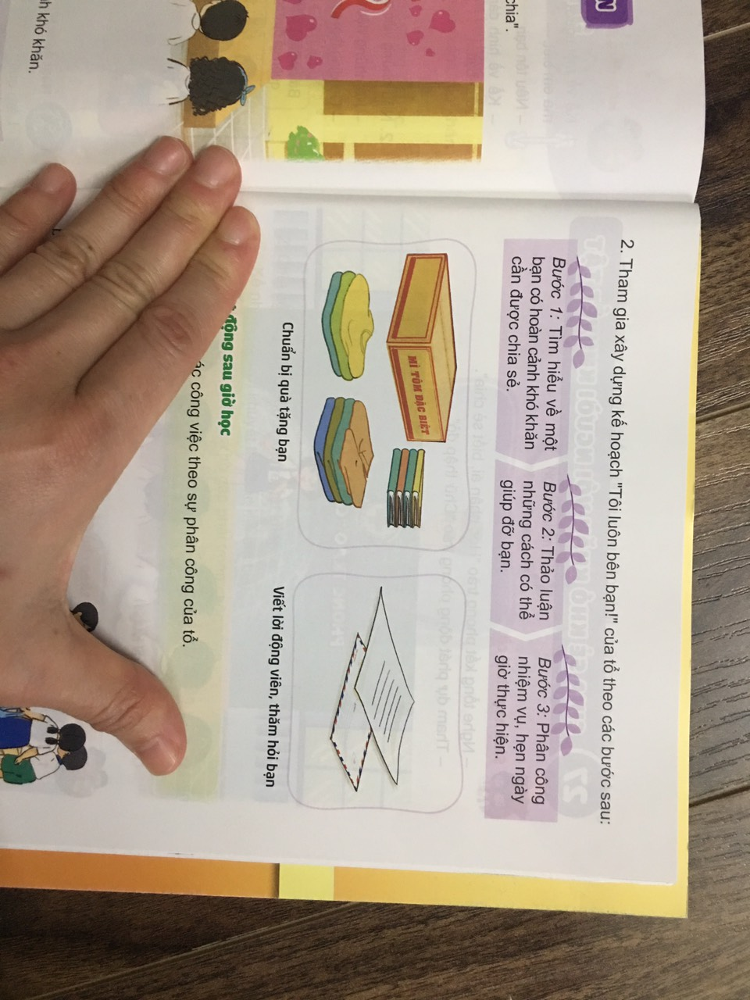 N
chia".
khó khăn.
2. Tham gia xây dựng kế hoạch "Tôi luôn bên bạn!" của tổ theo các bước sau:
Bước 1: Tìm hiểu về một
bạn có hoàn cảnh khó khăn
cần được chia sẻ.
Bước 2: Thảo luận
những cách có thể
giúp đỡ bạn.
Bước 3: Phân công
nhiệm vụ, hẹn ngày
giờ thực hiện.
MÌ TÔM ĐẶC BIỆT
Chuẩn bị quà tặng bạn
Viết lời động viên, thăm hỏi bạn
động sau giờ học
công việc theo sự phân công của tổ.